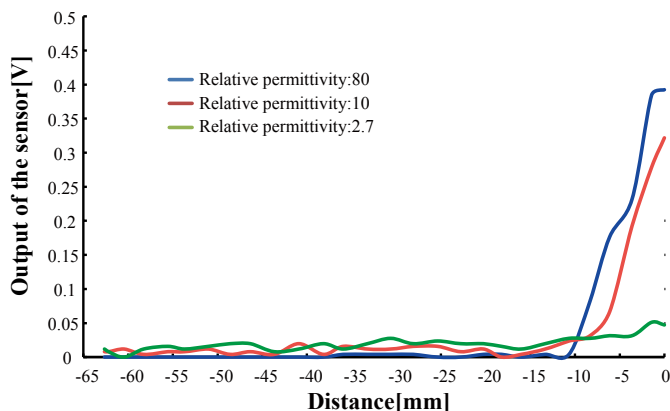 Output of the sensor[V]
0.5
0.45
0.4
0.35
0.3
0.25
0.2
0.15
0.1
0.05
0
Relative permittivity:80
Relative permittivity:10
Relative permittivity:2.7
-65 -60 -55 -50 -45 -40 -35 -30 -25 -20 -15 -10 -5 0
Distance[mm]